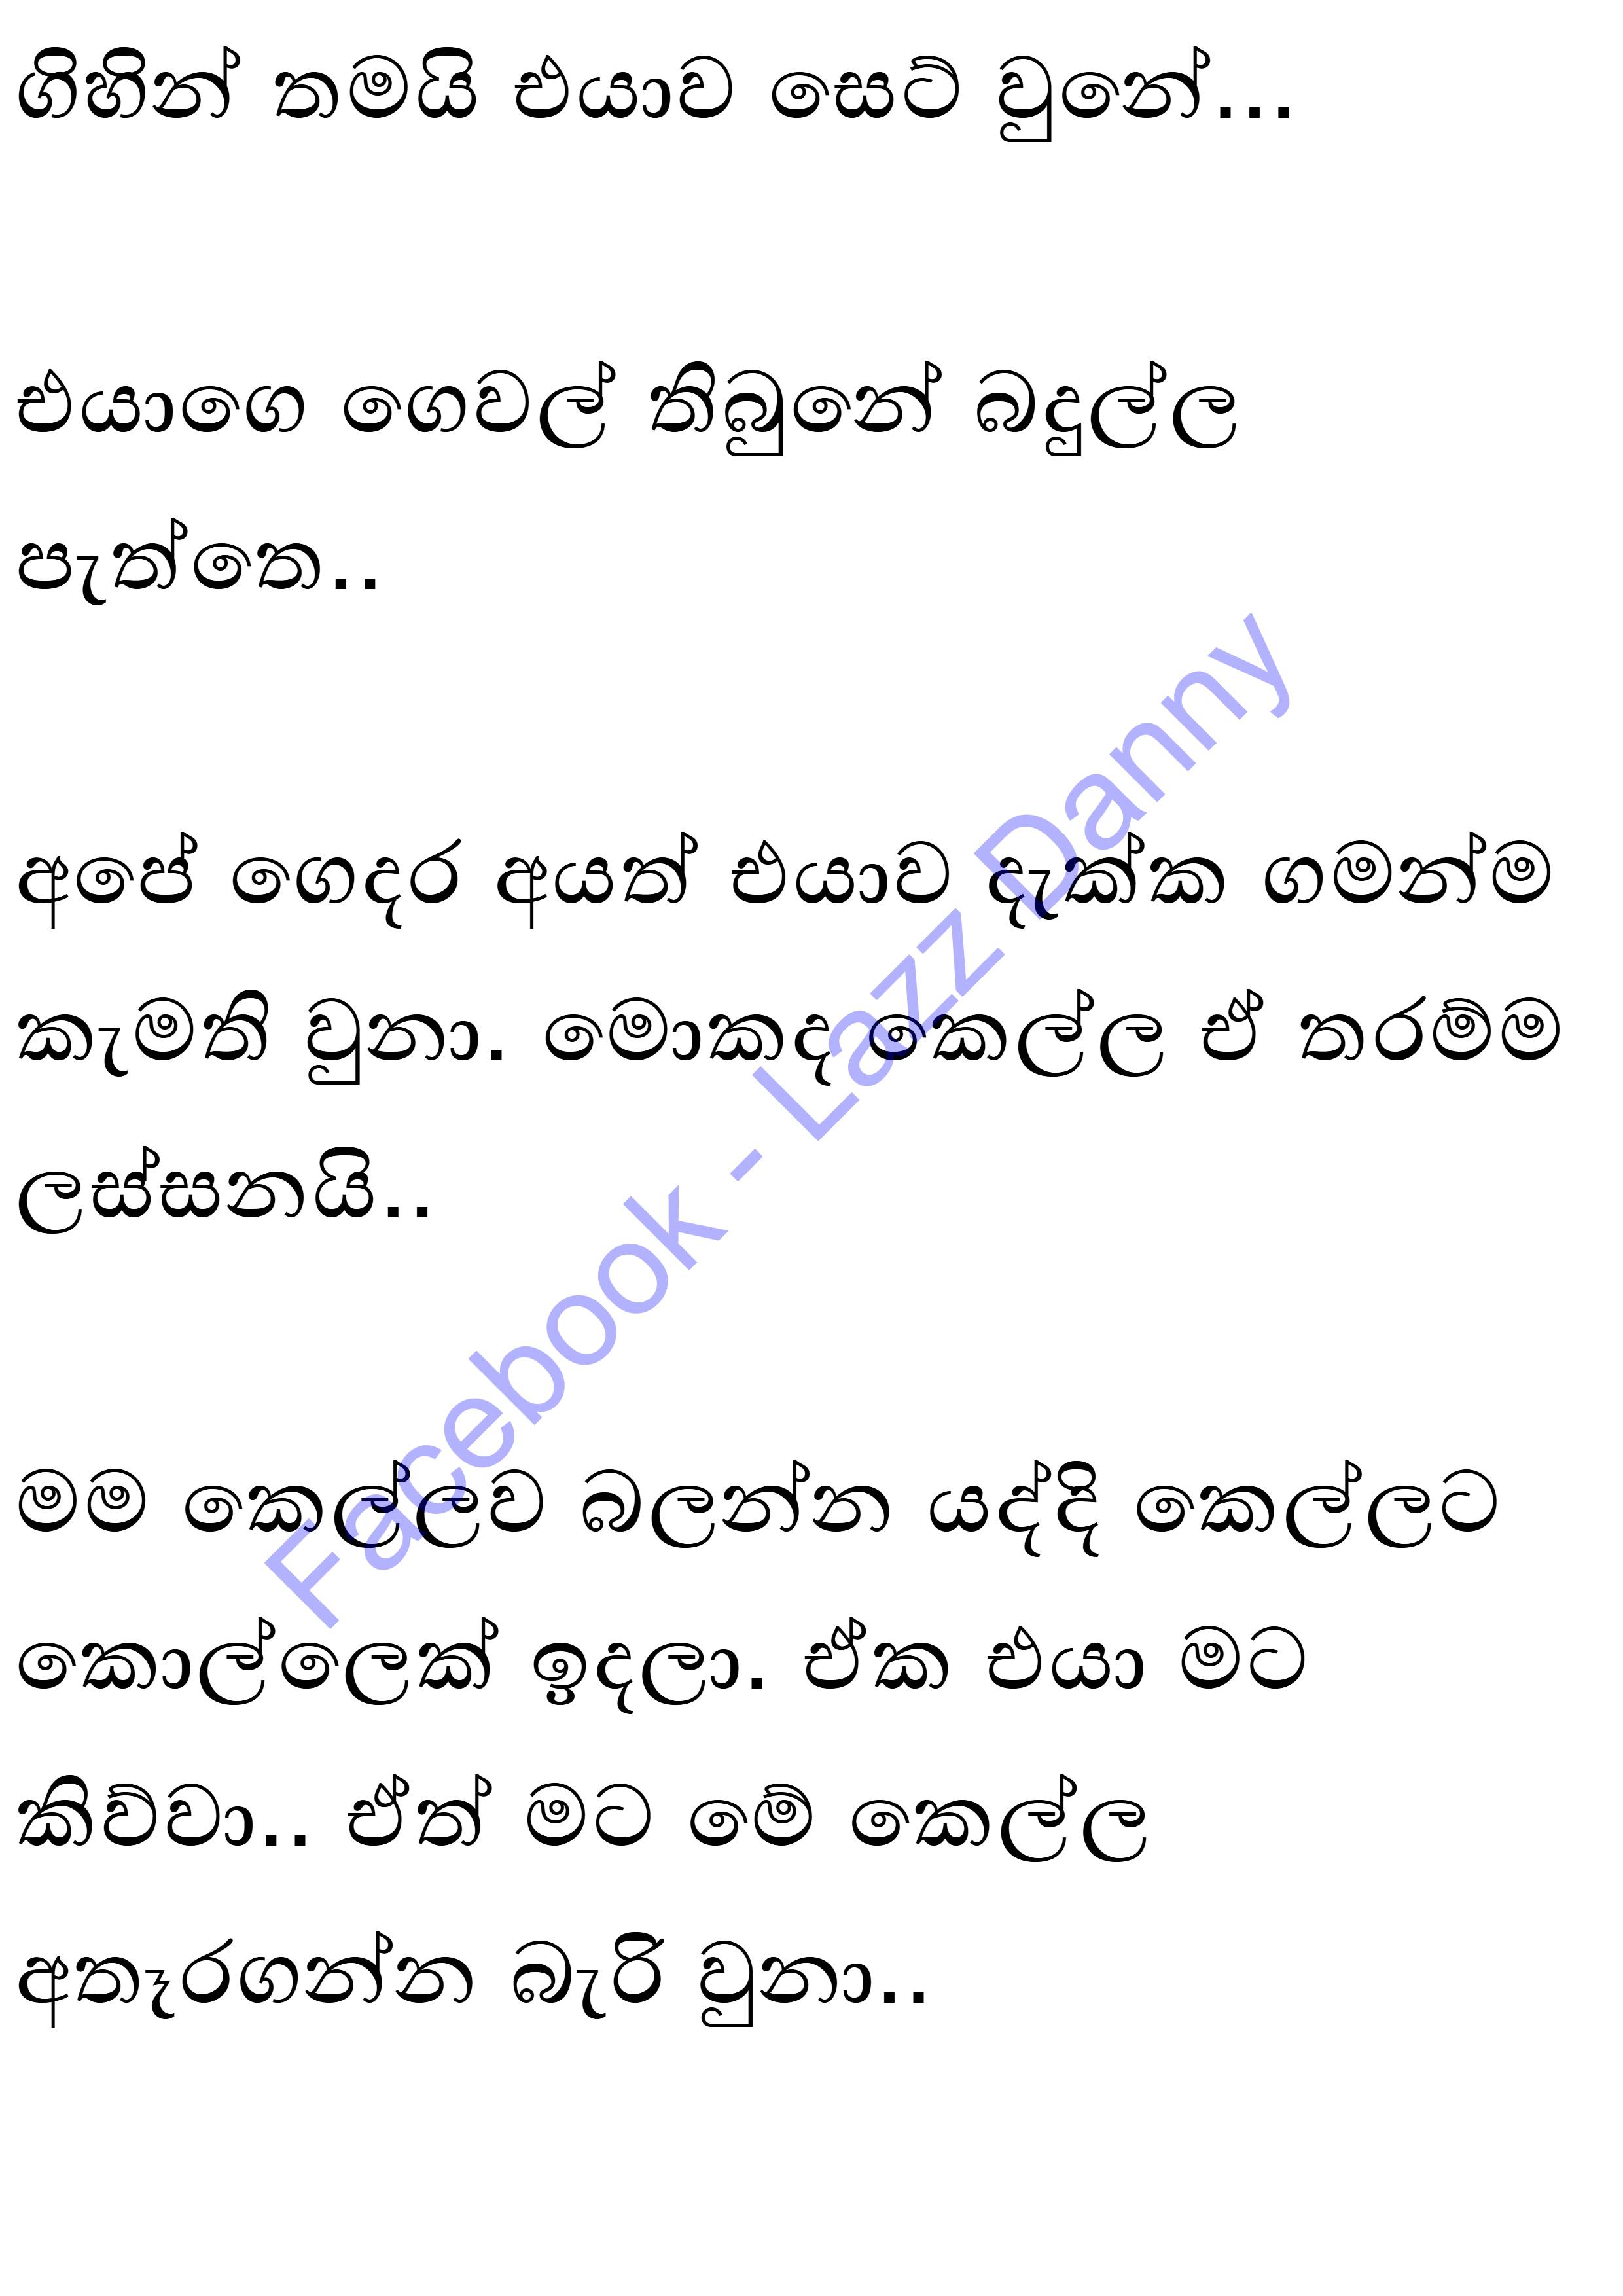 ගිහින් තමයි එයාව සෙට් වුනේ...
එයාගෙ ගෙවල් තිබුනේ බදුල්ල
පැත්තෙ..
අපේ ගෙදර අයත් එයාව දැක්ක ගමන්ම
කැමති වුනා. මොකද කෙල්ල ඒ තරම්ම
ලස්සනයි..
මම කෙල්ලව බලන්න යද්දි කෙල්ලට
කොල්ලෙක් ඉදලා. ඒක එයා මට
කිව්වා.. ඒත් මට මේ කෙල්ල
අතෑරගන්න බැරි වුනා..
Facebook - Lazz Danny